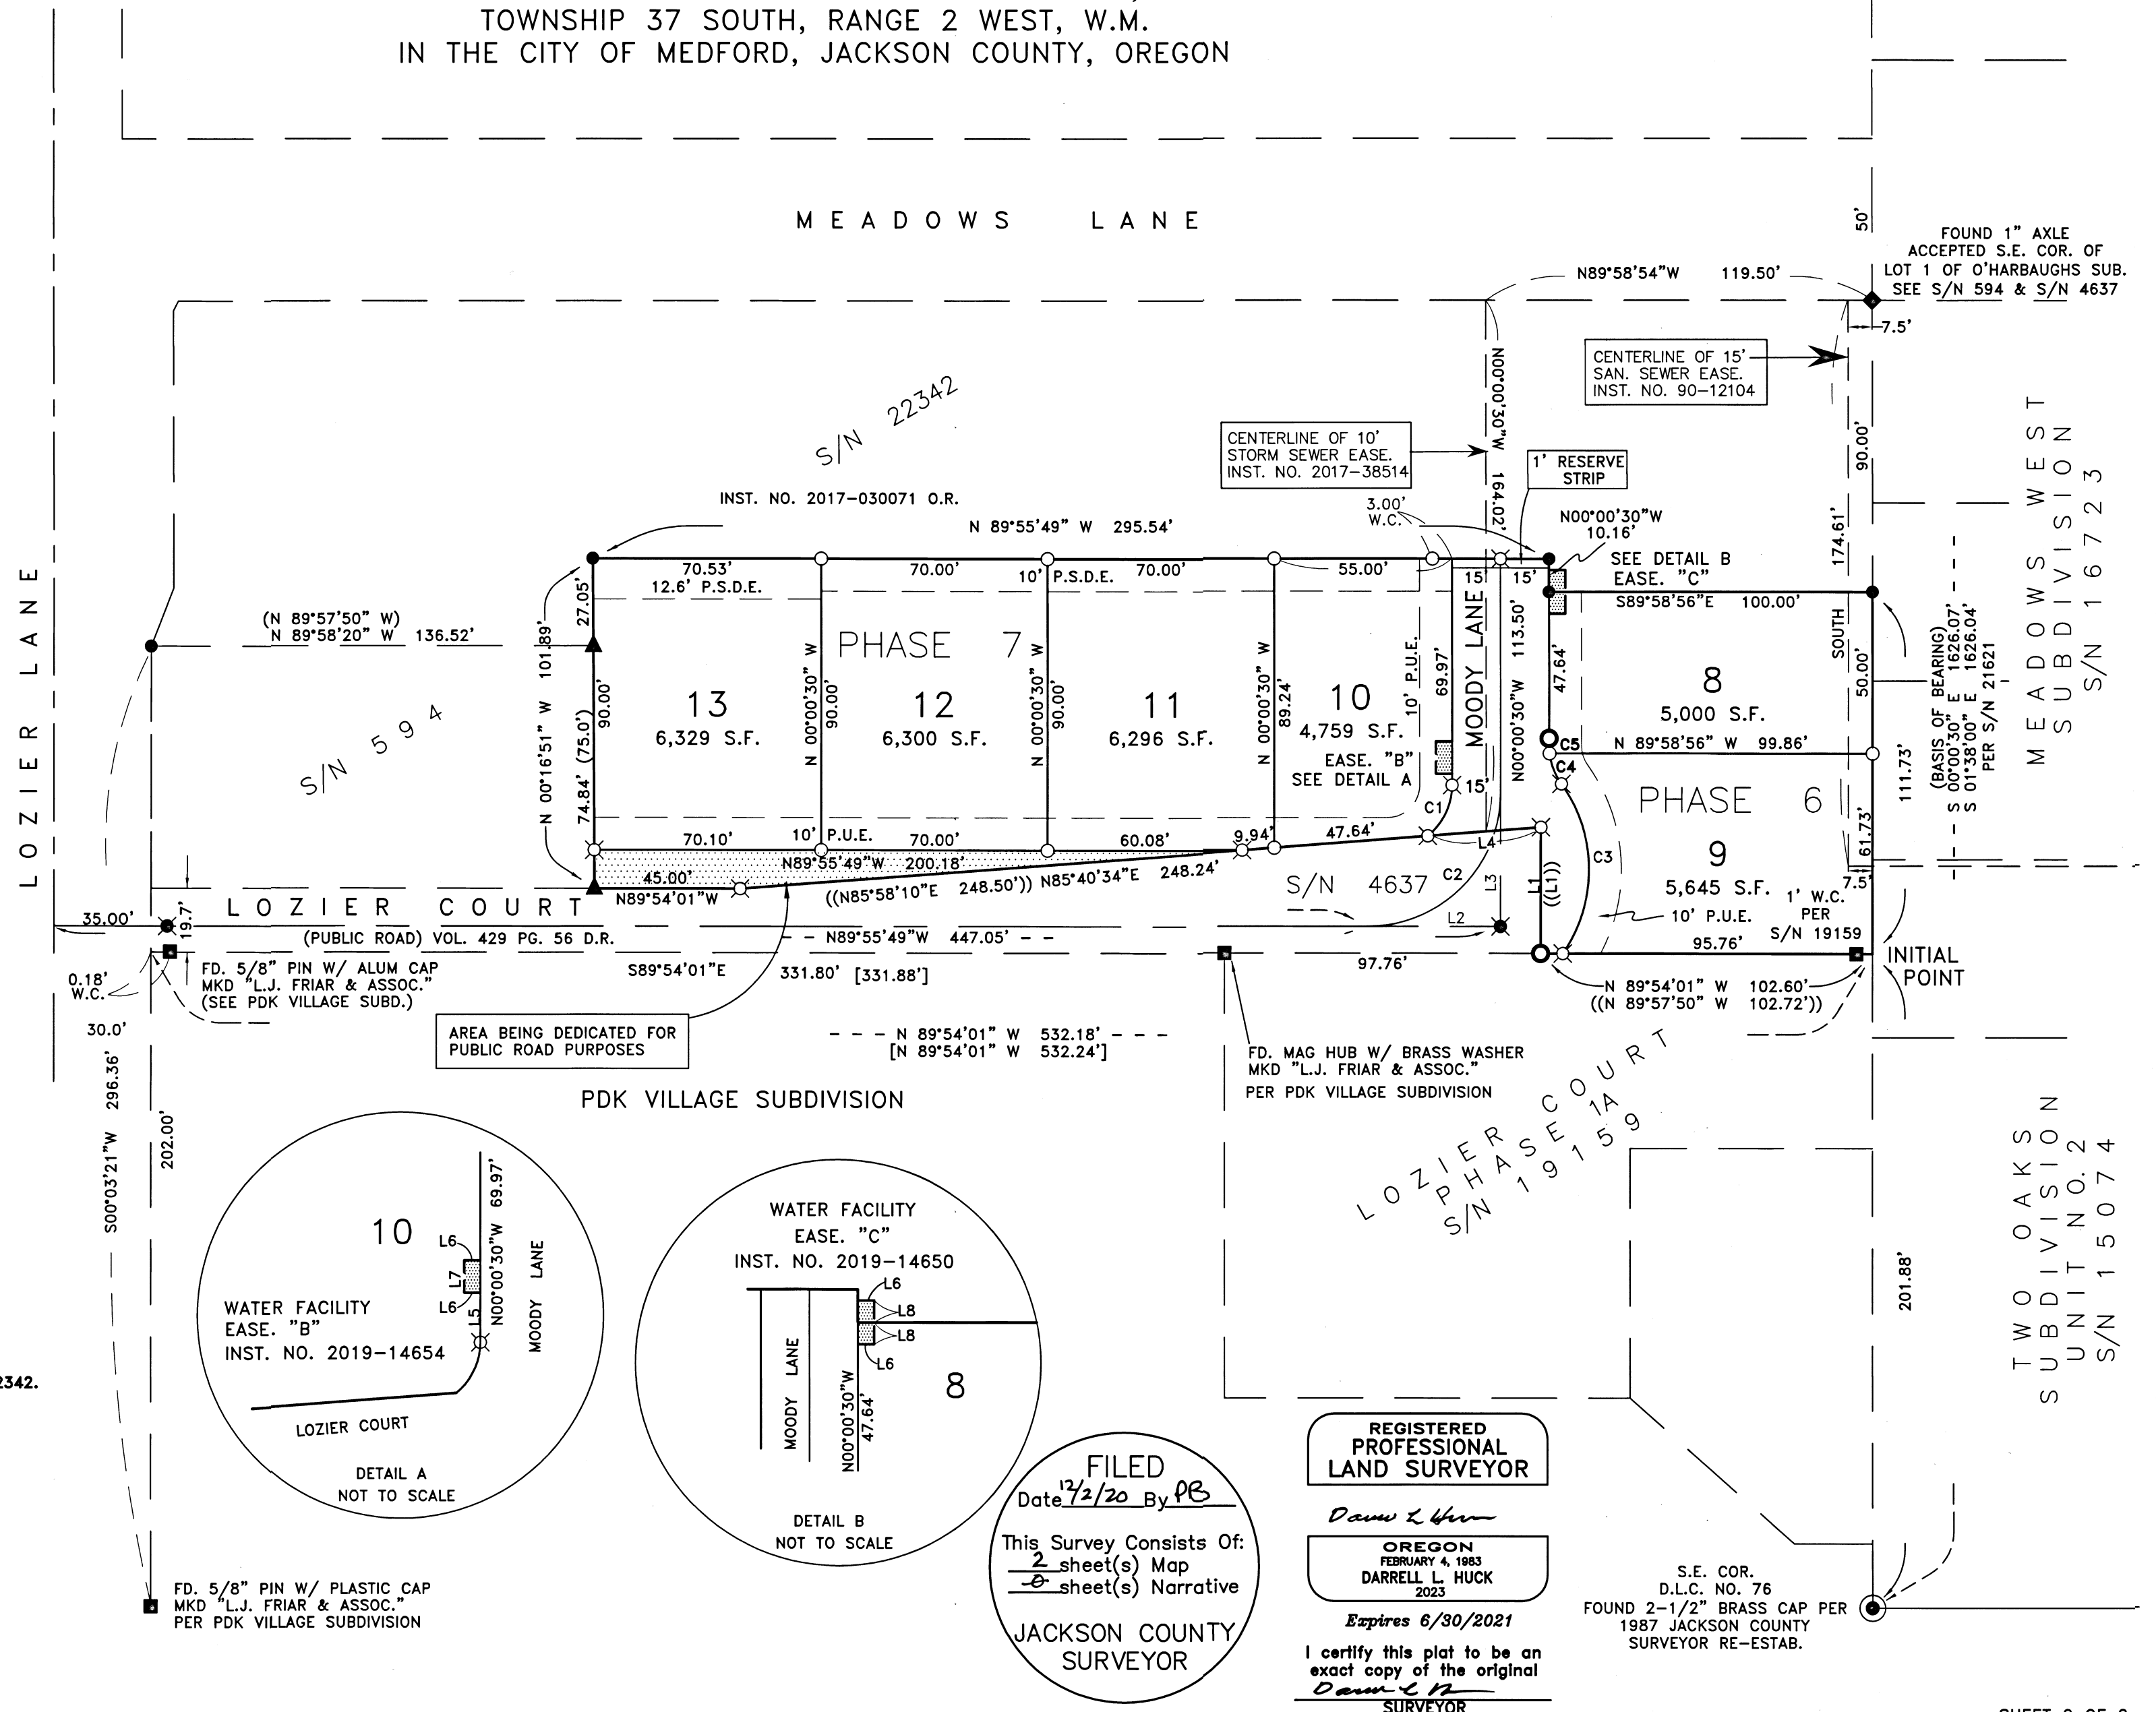 TOWNSHIP 37 SOUTH, RANGE 2 WEST, W.M.
IN THE CITY OF MEDFORD, JACKSON COUNTY, OREGON
MEADOWS LANE
50'
FOUND 1" AXLE
ACCEPTED S.E. COR. OF
LOT 1 OF O'HARBAUGHS SUB.
SEE S/N 594 & S/N 4637
N89°58'54"W 119.50'
7.5'
CENTERLINE OF 15'
SAN. SEWER EASE.
INST. NO. 90-12104
S/N 22342
CENTERLINE OF 10'
STORM SEWER EASE.
INST. NO. 2017-38514
N00°00'30"W 164.02'
1' RESERVE
STRIP
90.00'
174.61'
SOUTH
MEADOWS WEST
SUBDIVISION
S/N 16723
INST. NO. 2017-030071 O.R.
N 89°55'49" W 295.54'
3.00'
W.C.
N00°00'30"W
10.16'
SEE DETAIL B
EASE. "C"
S89°58'56"E 100.00'
LOZIER LANE
(N 89°57'50" W)
N 89°58'20" W 136.52'
N 00°16'51" W 101.89'
27.05'
74.84' (75.0')
90.00'
70.53'
12.6' P.S.D.E.
70.00'
10' P.S.D.E.
70.00'
55.00'
15'
15'
PHASE 7
13
6,329 S.F.
N 00°00'30" W
90.00'
12
6,300 S.F.
N 00°00'30" W
90.00'
11
6,296 S.F.
N 00°00'30" W
89.24'
10
4,759 S.F.
EASE. "B"
SEE DETAIL A
10' P.U.E.
69.97'
MOODY LANE
N00°00'30"W 113.50'
47.64'
8
5,000 S.F.
50.00'
C5
N 89°58'56" W 99.86'
C4
15'
C1
PHASE 6
111.73'
(BASIS OF BEARING)
S 00°00'30" E 1626.07'
S 01°38'00" E 1626.04'
PER S/N 21621
S/N 594
70.10'
10' P.U.E.
70.00'
60.08'
9.94'
47.64'
L4
N89°55'49"W 200.18'
45.00'
N89°54'01"W
((N85°58'10"E 248.50')) N85°40'34"E 248.24'
S/N 4637
C2
L3
L1
((L1))
C3
9
5,645 S.F.
61.73'
7.5'
1' W.C.
PER
S/N 19159
10' P.U.E.
95.76'
L2
LOZIER COURT
35.00'
19.7'
(PUBLIC ROAD) VOL. 429 PG. 56 D.R.
N89°55'49"W 447.05'
S89°54'01"E 331.80' [331.88']
97.76'
INITIAL
POINT
0.18'
W.C.
FD. 5/8" PIN W/ ALUM CAP
MKD "L.J. FRIAR & ASSOC."
(SEE PDK VILLAGE SUBD.)
N 89°54'01" W 102.60'
((N 89°57'50" W 102.72'))
30.0'
AREA BEING DEDICATED FOR
PUBLIC ROAD PURPOSES
N 89°54'01" W 532.18'
[N 89°54'01" W 532.24']
FD. MAG HUB W/ BRASS WASHER
MKD "L.J. FRIAR & ASSOC."
PER PDK VILLAGE SUBDIVISION
PDK VILLAGE SUBDIVISION
LOZIER COURT
PHASE 1A
S/N 19159
S00°03'21"W 296.36'
202.00'
TWO OAKS
SUBDIVISION
UNIT NO. 2
S/N 15074
201.88'
10
L6
L7
L6
L5
N00°00'30"W 69.97'
MOODY LANE
WATER FACILITY
EASE. "B"
INST. NO. 2019-14654
LOZIER COURT
DETAIL A
NOT TO SCALE
WATER FACILITY
EASE. "C"
INST. NO. 2019-14650
L6
L8
L8
L6
MOODY LANE
N00°00'30"W
47.64'
8
DETAIL B
NOT TO SCALE
2342.
FILED
Date 12/2/20 By PB
This Survey Consists Of:
2 sheet(s) Map
0 sheet(s) Narrative
JACKSON COUNTY
SURVEYOR
REGISTERED
PROFESSIONAL
LAND SURVEYOR
OREGON
FEBRUARY 4, 1983
DARRELL L. HUCK
2023
Expires 6/30/2021
I certify this plat to be an
exact copy of the original
SURVEYOR
S.E. COR.
D.L.C. NO. 76
FOUND 2-1/2" BRASS CAP PER
1987 JACKSON COUNTY
SURVEYOR RE-ESTAB.
FD. 5/8" PIN W/ PLASTIC CAP
MKD "L.J. FRIAR & ASSOC."
PER PDK VILLAGE SUBDIVISION